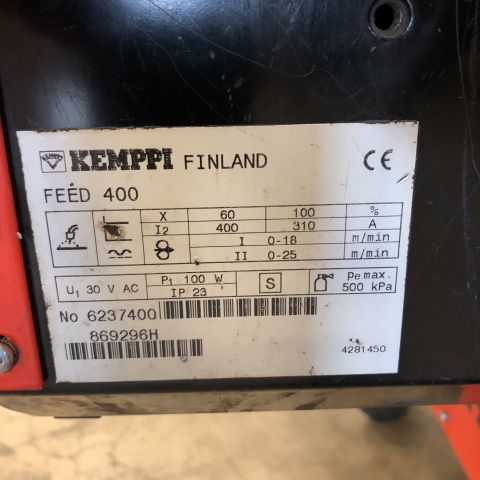 KEMPPI FINLAND CE
FEED 400
X 60 100 %
I2 400 310 A
I 0-18 m/min
II 0-25 m/min
U1 30 V AC P1 100 W S pe max.
IP 23 500 kPa
No 6237400
869296H
4281450